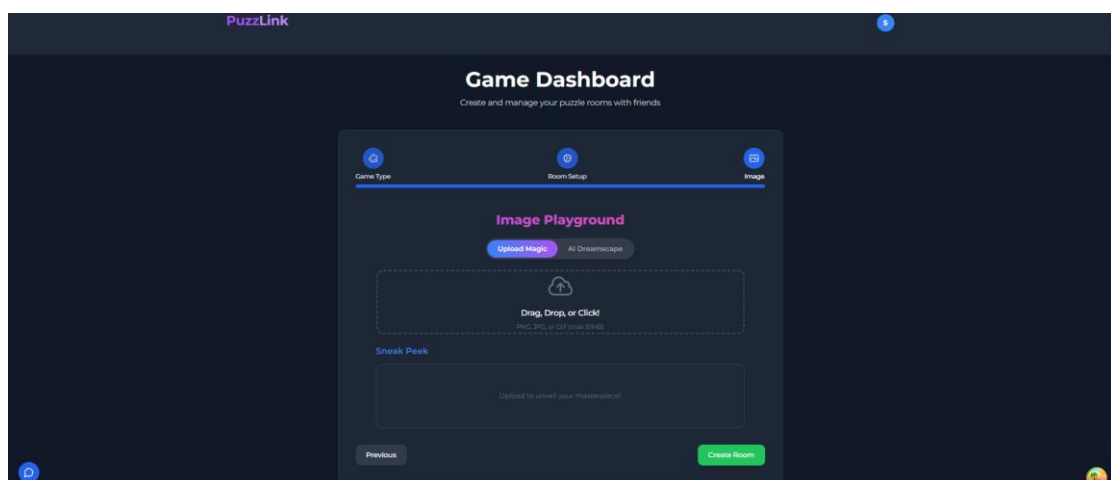 PuzzLink
S
Game Dashboard
Create and manage your puzzle rooms with friends
Game Type
Room Setup
Image
Image Playground
Upload Magic
AI Dreamscape
Drag, Drop, or Click!
PNG, JPG, or GIF (max 10MB)
Sneak Peek
Upload to unveil your masterpiece!
Previous
Create Room